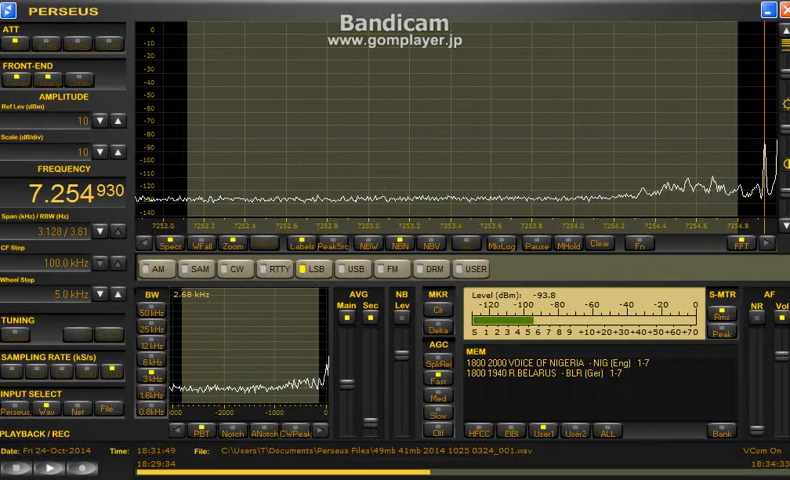 PERSEUS
Bandicam
www.gomplayer.jp
ATT
FRONT-END
AMPLITUDE
Ref Lev (dBm)
10
Scale (dB/div)
10
FREQUENCY
7.254930
Span (kHz) / RBW (Hz)
3.128 / 3.81
CF Step
100.0 kHz
Wheel Step
5.0 kHz
TUNING
SAMPLING RATE (kS/s)
INPUT SELECT
Perseus Wav Net File..
PLAYBACK / REC
0
-10
-20
-30
-40
-50
-60
-70
-80
-90
-100
-110
-120
-130
-140
7252.0 7252.2 7252.4 7252.6 7252.8 7253.0 7253.2 7253.4 7253.6 7253.8 7254.0 7254.2 7254.4 7254.6 7254.8
Spect WFall Zoom Labels PeakSrc NBW NBN NBV MkrLog Pause MHold Clear Fn FFT
AM SAM CW RTTY LSB USB FM DRM USER
BW
50 kHz
25 kHz
12 kHz
6 kHz
3 kHz
1.6 kHz
0.8 kHz
2.68 kHz
-2000 -1000 0
PBT Notch ANotch CWPeak
AVG
Main Sec
NB
Lev
MKR
Clr
Delta
AGC
SpkRej
Fast
Med
Slow
Off
Level (dBm): -93.8
-120 -100 -80 -60 -40 -20 0
S 1 3 5 7 9 +10 +20 +30 +40 +50 +60 +70
S-MTR
Rms
Peak
AF
NR Vol
MEM
1800 2000 VOICE OF NIGERIA - NIG (Eng) 1-7
1800 1940 R.BELARUS - BLR (Ger) 1-7
HFCC EIBI User1 User2 ALL Bank
Date: Fri 24-Oct-2014 Time: 18:31:49 File: C:\Users\T\Documents\Perseus Files\49mb 41mb 2014 1025 0324_001.wav VCom On
18:29:34 18:34:33